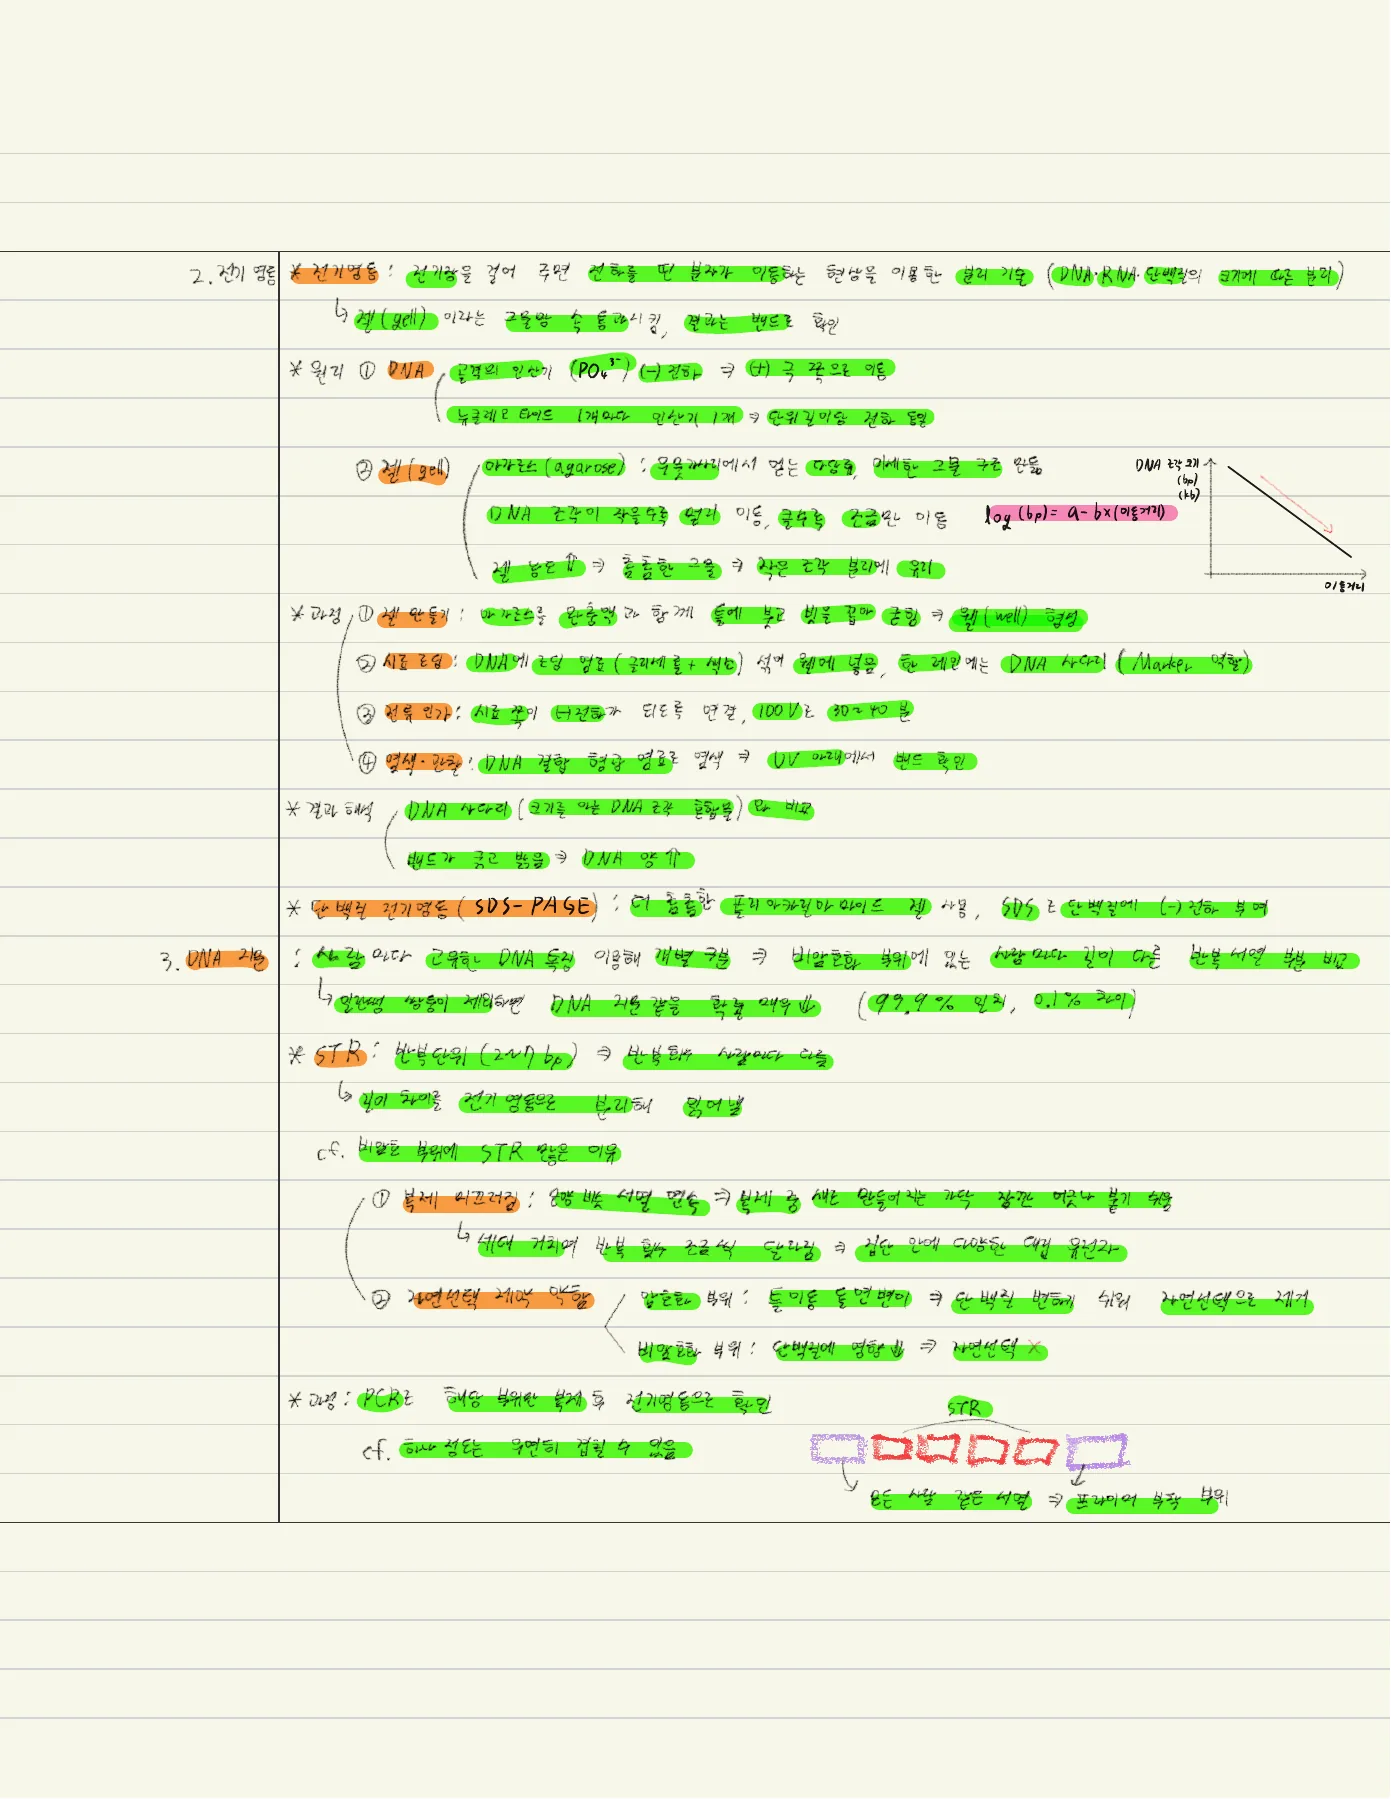 2. 전기 영동
* 전기영동 : 전기장을 걸어 주면 전하를 띤 분자가 이동하는 현상을 이용한 분리 기술 (DNA·RNA·단백질의 크기에 따른 분리)
↳ 젤(gell) 이라는 그물망 속 통과시킴, 결과는 밴드로 확인
* 원리 ① DNA 골격의 인산기 (PO₄³⁻) (-)전하 ⇒ (+) 극 쪽으로 이동
뉴클레오타이드 1개마다 인산기 1개 ⇒ 단위길이당 전하 동일
② 젤(gell) 아가로스(agarose) : 우뭇가사리에서 얻는 다당류, 미세한 그물 구조 만듦
DNA 조각이 작을수록 멀리 이동, 클수록 조금만 이동
log(bp) = a - b×(이동거리)
DNA 조각 크기
(bp)
(kb)
이동거리
젤 농도 ↑ ⇒ 촘촘한 그물 ⇒ 작은 조각 분리에 유리
* 과정 ① 젤 만들기 : 아가로스를 완충액과 함께 틀에 붓고 빗을 꼽아 굳힘 ⇒ 웰(well) 형성
② 시료 로딩 : DNA에 로딩 염료(글리세롤 + 색소) 섞어 웰에 넣음, 한 레인에는 DNA 사다리 (Marker 역할)
③ 전류 인가 : 시료 쪽이 (-)전하가 되도록 연결, 100V로 30~40분
④ 염색·관찰 : DNA 결합 형광 염료로 염색 ⇒ UV 아래에서 밴드 확인
* 결과 해석 DNA 사다리 (크기를 아는 DNA 조각 혼합물)와 비교
밴드가 굵고 밝음 ⇒ DNA 양 ↑
* 단백질 전기영동(SDS-PAGE) : 더 촘촘한 폴리아크릴아마이드 젤 사용, SDS로 단백질에 (-)전하 부여
3. DNA 지문
: 사람마다 고유한 DNA 특징 이용해 개별 구분 ⇒ 비암호화 부위에 있는 사람마다 길이 다른 반복 서열 부분 비교
↳ 일란성 쌍둥이 제외하면 DNA 지문 같을 확률 매우 ↓ (99.9% 일치, 0.1% 차이)
* STR : 반복단위(2~7bp) ⇒ 반복횟수 사람마다 다름
↳ 길이 차이를 전기 영동으로 분리해 읽어냄
cf. 비암호 부위에 STR 많은 이유
① 복제 미끄러짐 : 염기 서열 연속 ⇒ 복제 중 새로 만들어지는 가닥 잠깐 어긋나 붙기 쉬움
↳ 세대 거치며 반복 횟수 조금씩 달라짐 ⇒ 집단 안에 다양한 대립 유전자
② 자연선택 제약 약함 암호화 부위 : 틀이동 돌연변이 ⇒ 단백질 변화해 쉬워 자연선택으로 제거
비암호화 부위 : 단백질에 영향 ↓ ⇒ 자연선택 ×
* 과정 : PCR로 해당 부위만 복제 후 전기영동으로 확인
STR
cf. 하나 정도는 우연히 겹칠 수 있음
모든 사람 같은 서열 ⇒ 프라이머 부착 부위